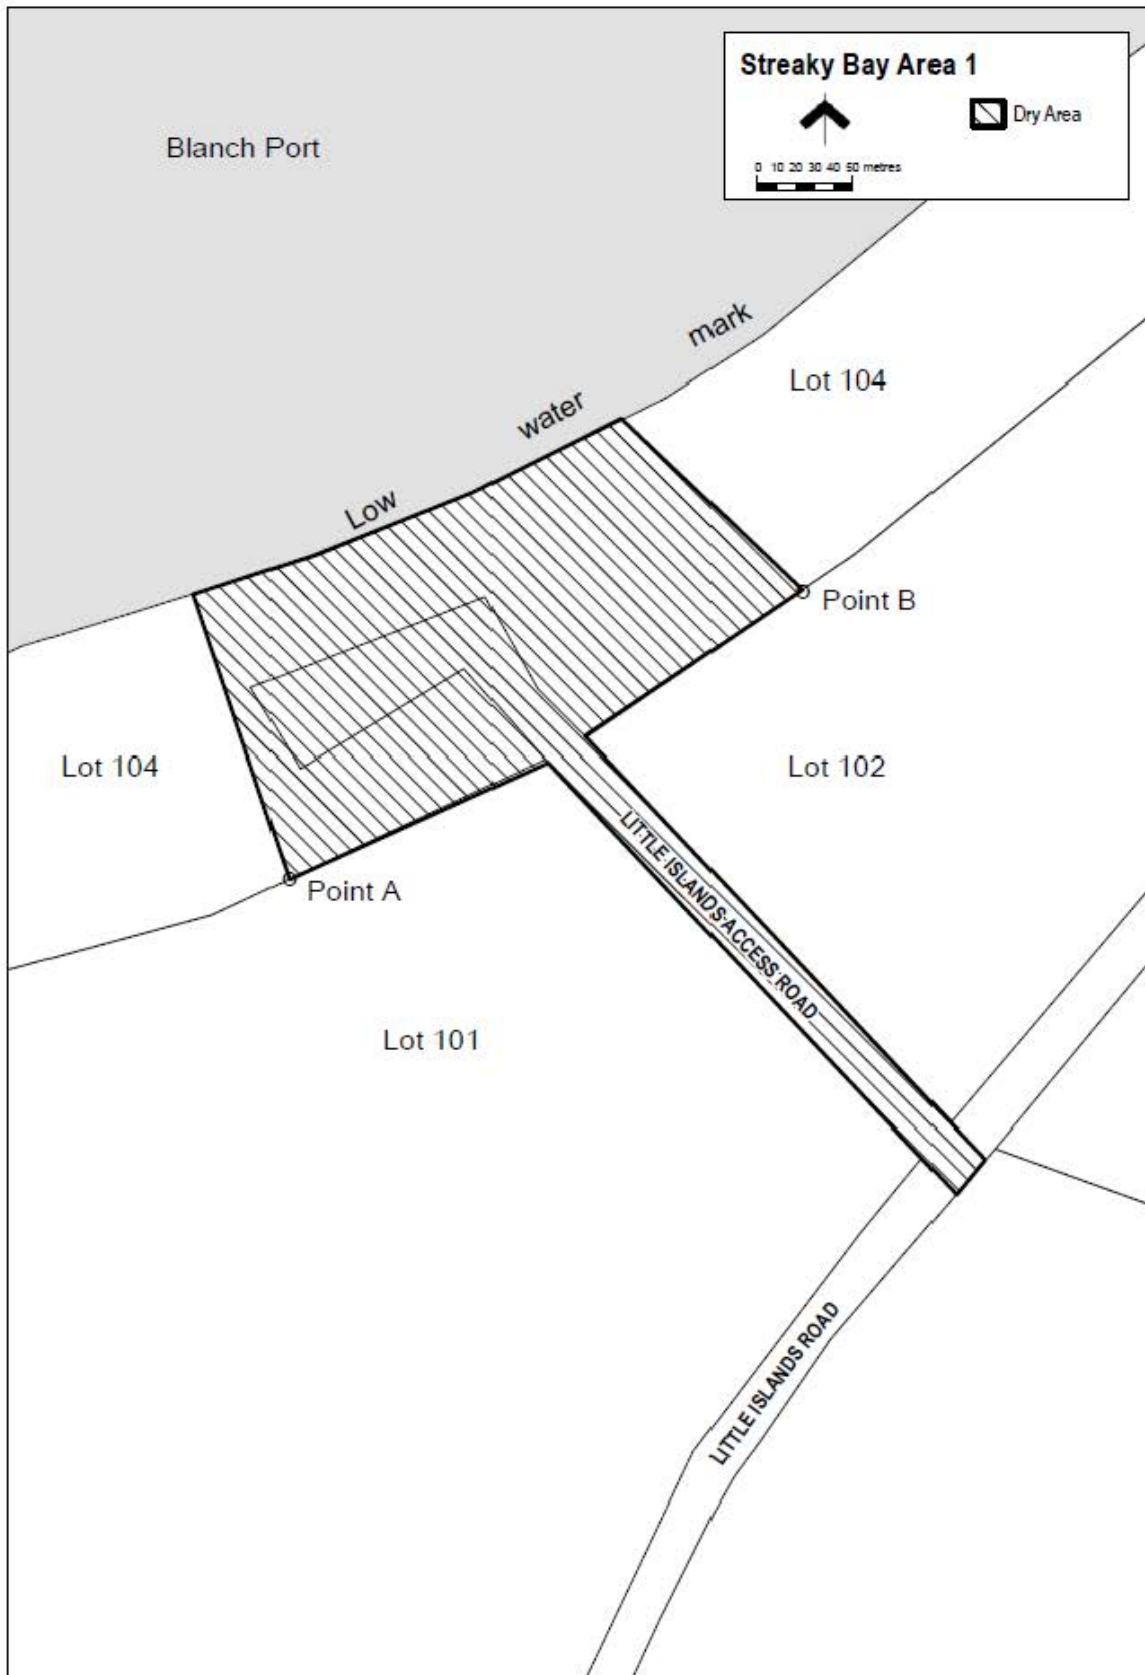 Streaky Bay Area 1
Dry Area
0 10 20 30 40 50 metres
Blanch Port
mark
Lot 104
water
Low
Point B
Lot 104
Lot 102
LITTLE ISLANDS ACCESS ROAD
Point A
Lot 101
LITTLE ISLANDS ROAD